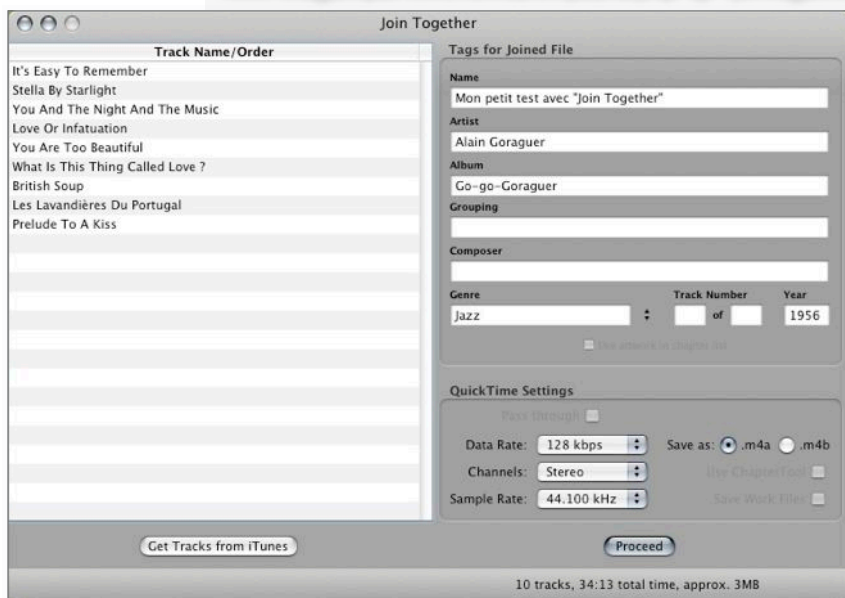 Join Together
Track Name/Order
It's Easy To Remember
Stella By Starlight
You And The Night And The Music
Love Or Infatuation
You Are Too Beautiful
What Is This Thing Called Love ?
British Soup
Les Lavandières Du Portugal
Prelude To A Kiss
Get Tracks from iTunes
Tags for Joined File
Name
Mon petit test avec "Join Together"
Artist
Alain Goraguer
Album
Go-go-Goraguer
Grouping
Composer
Genre Track Number Year
Jazz of 1956
Use artwork in chapter list
QuickTime Settings
Pass through
Data Rate: 128 kbps Save as: .m4a .m4b
Channels: Stereo Use ChapterTool
Sample Rate: 44.100 kHz Save Work Files
Proceed
10 tracks, 34:13 total time, approx. 3MB